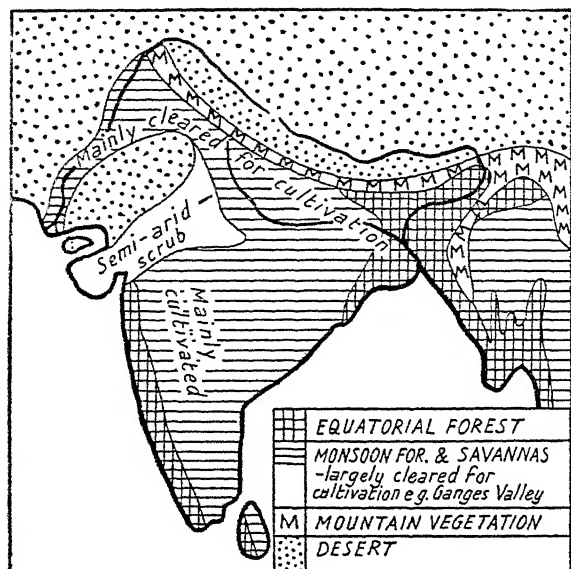 Mainly cleared for cultivation
Semi-arid
scrub
Mainly
cultivated
EQUATORIAL FOREST
MONSOON FOR. & SAVANNAS
-largely cleared for
cultivation e.g. Ganges Valley
M MOUNTAIN VEGETATION
DESERT